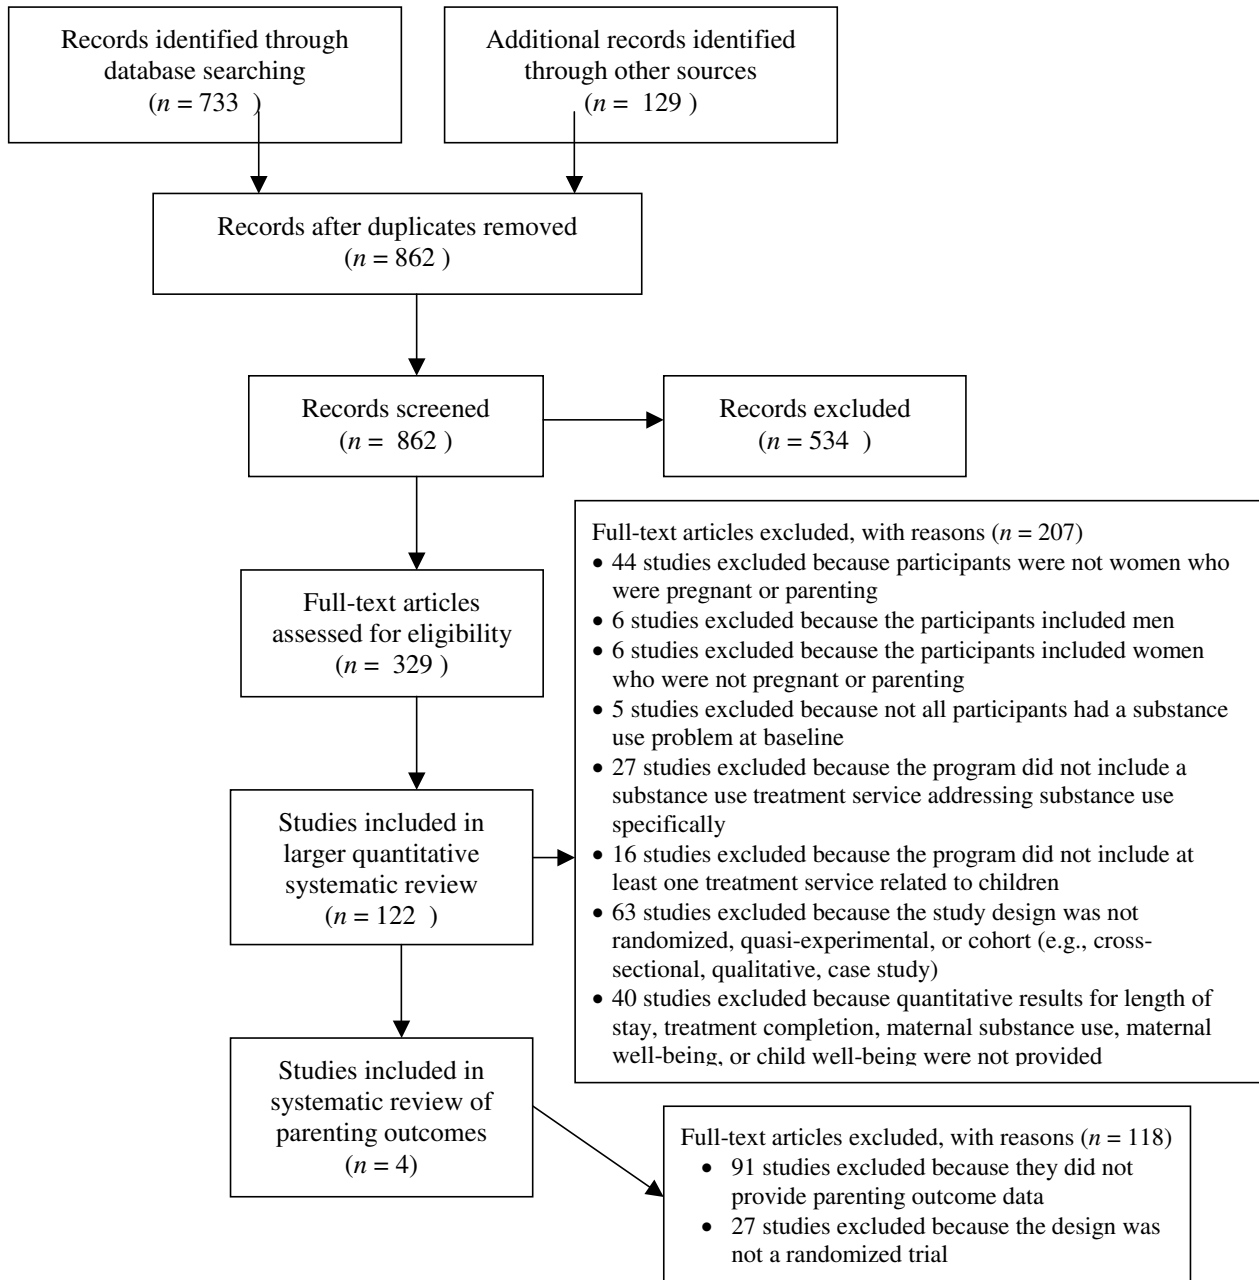 Records identified through
database searching
(n = 733 )
Additional records identified
through other sources
(n = 129 )
Records after duplicates removed
(n = 862 )
Records screened
(n = 862 )
Records excluded
(n = 534 )
Full-text articles
assessed for eligibility
(n = 329 )
Full-text articles excluded, with reasons (n = 207)
• 44 studies excluded because participants were not women who
were pregnant or parenting
• 6 studies excluded because the participants included men
• 6 studies excluded because the participants included women
who were not pregnant or parenting
• 5 studies excluded because not all participants had a substance
use problem at baseline
• 27 studies excluded because the program did not include a
substance use treatment service addressing substance use
specifically
• 16 studies excluded because the program did not include at
least one treatment service related to children
• 63 studies excluded because the study design was not
randomized, quasi-experimental, or cohort (e.g., cross-
sectional, qualitative, case study)
• 40 studies excluded because quantitative results for length of
stay, treatment completion, maternal substance use, maternal
well-being, or child well-being were not provided
Studies included in
larger quantitative
systematic review
(n = 122 )
Studies included in
systematic review of
parenting outcomes
(n = 4)
Full-text articles excluded, with reasons (n = 118)
• 91 studies excluded because they did not
provide parenting outcome data
• 27 studies excluded because the design was
not a randomized trial